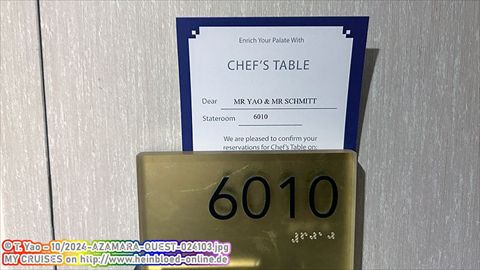 Enrich Your Palate With
CHEF'S TABLE
Dear MR YAO & MR SCHMITT
Stateroom 6010
We are pleased to confirm your
reservations for Chef's Table on:
6010
©T. Yao - 10/2024-AZAMARA-QUEST-024103.jpg
MY CRUISES on http://www.heinbloed-online.de